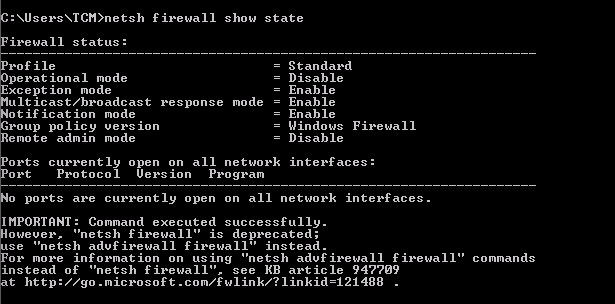 C:\Users\TCM>netsh firewall show state
Firewall status:
-------------------------------------------------------------------
Profile                           = Standard
Operational mode                  = Disable
Exception mode                    = Enable
Multicast/broadcast response mode = Enable
Notification mode                 = Enable
Group policy version              = Windows Firewall
Remote admin mode                 = Disable
Ports currently open on all network interfaces:
Port   Protocol  Version  Program
-------------------------------------------------------------------
No ports are currently open on all network interfaces.
IMPORTANT: Command executed successfully.
However, "netsh firewall" is deprecated;
use "netsh advfirewall firewall" instead.
For more information on using "netsh advfirewall firewall" commands
instead of "netsh firewall", see KB article 947709
at http://go.microsoft.com/fwlink/?linkid=121488 .